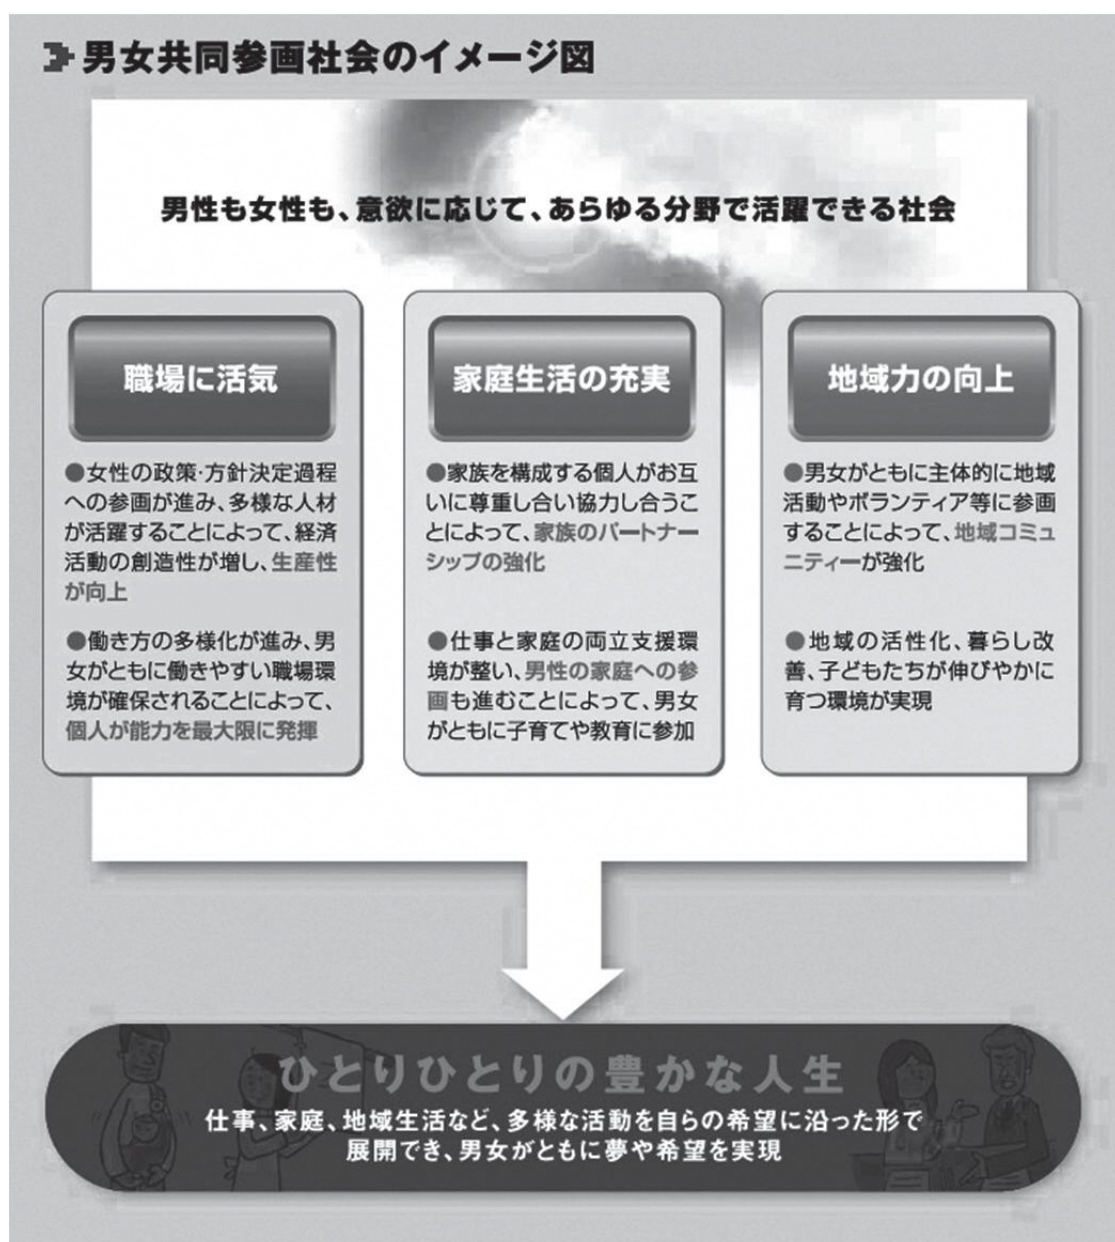 男女共同参画社会のイメージ図
男性も女性も、意欲に応じて、あらゆる分野で活躍できる社会
職場に活気
●女性の政策・方針決定過程
への参画が進み、多様な人材
が活躍することによって、経済
活動の創造性が増し、生産性
が向上
●働き方の多様化が進み、男
女がともに働きやすい職場環
境が確保されることによって、
個人が能力を最大限に発揮
家庭生活の充実
●家族を構成する個人がお互
いに尊重し合い協力し合うこ
とによって、家族のパートナー
シップの強化
●仕事と家庭の両立支援環
境が整い、男性の家庭への参
画も進むことによって、男女
がともに子育てや教育に参加
地域力の向上
●男女がともに主体的に地域
活動やボランティア等に参画
することによって、地域コミュ
ニティーが強化
●地域の活性化、暮らし改
善、子どもたちが伸びやかに
育つ環境が実現
ひとりひとりの豊かな人生
仕事、家庭、地域生活など、多様な活動を自らの希望に沿った形で
展開でき、男女がともに夢や希望を実現